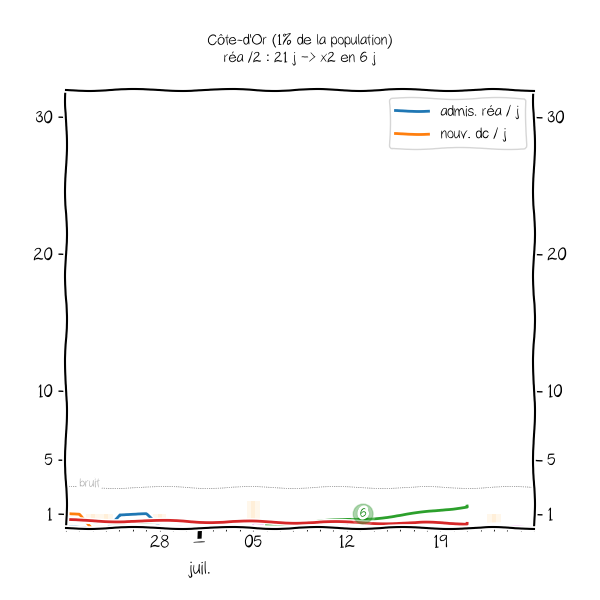 Côte-d'Or (1% de la population)
réa /2 : 21 j -> x2 en 6 j
admis. réa / j
nouv. dc / j
30
30
20
20
10
10
5
5
bruit
1
1
6
28
05
12
19
juil.